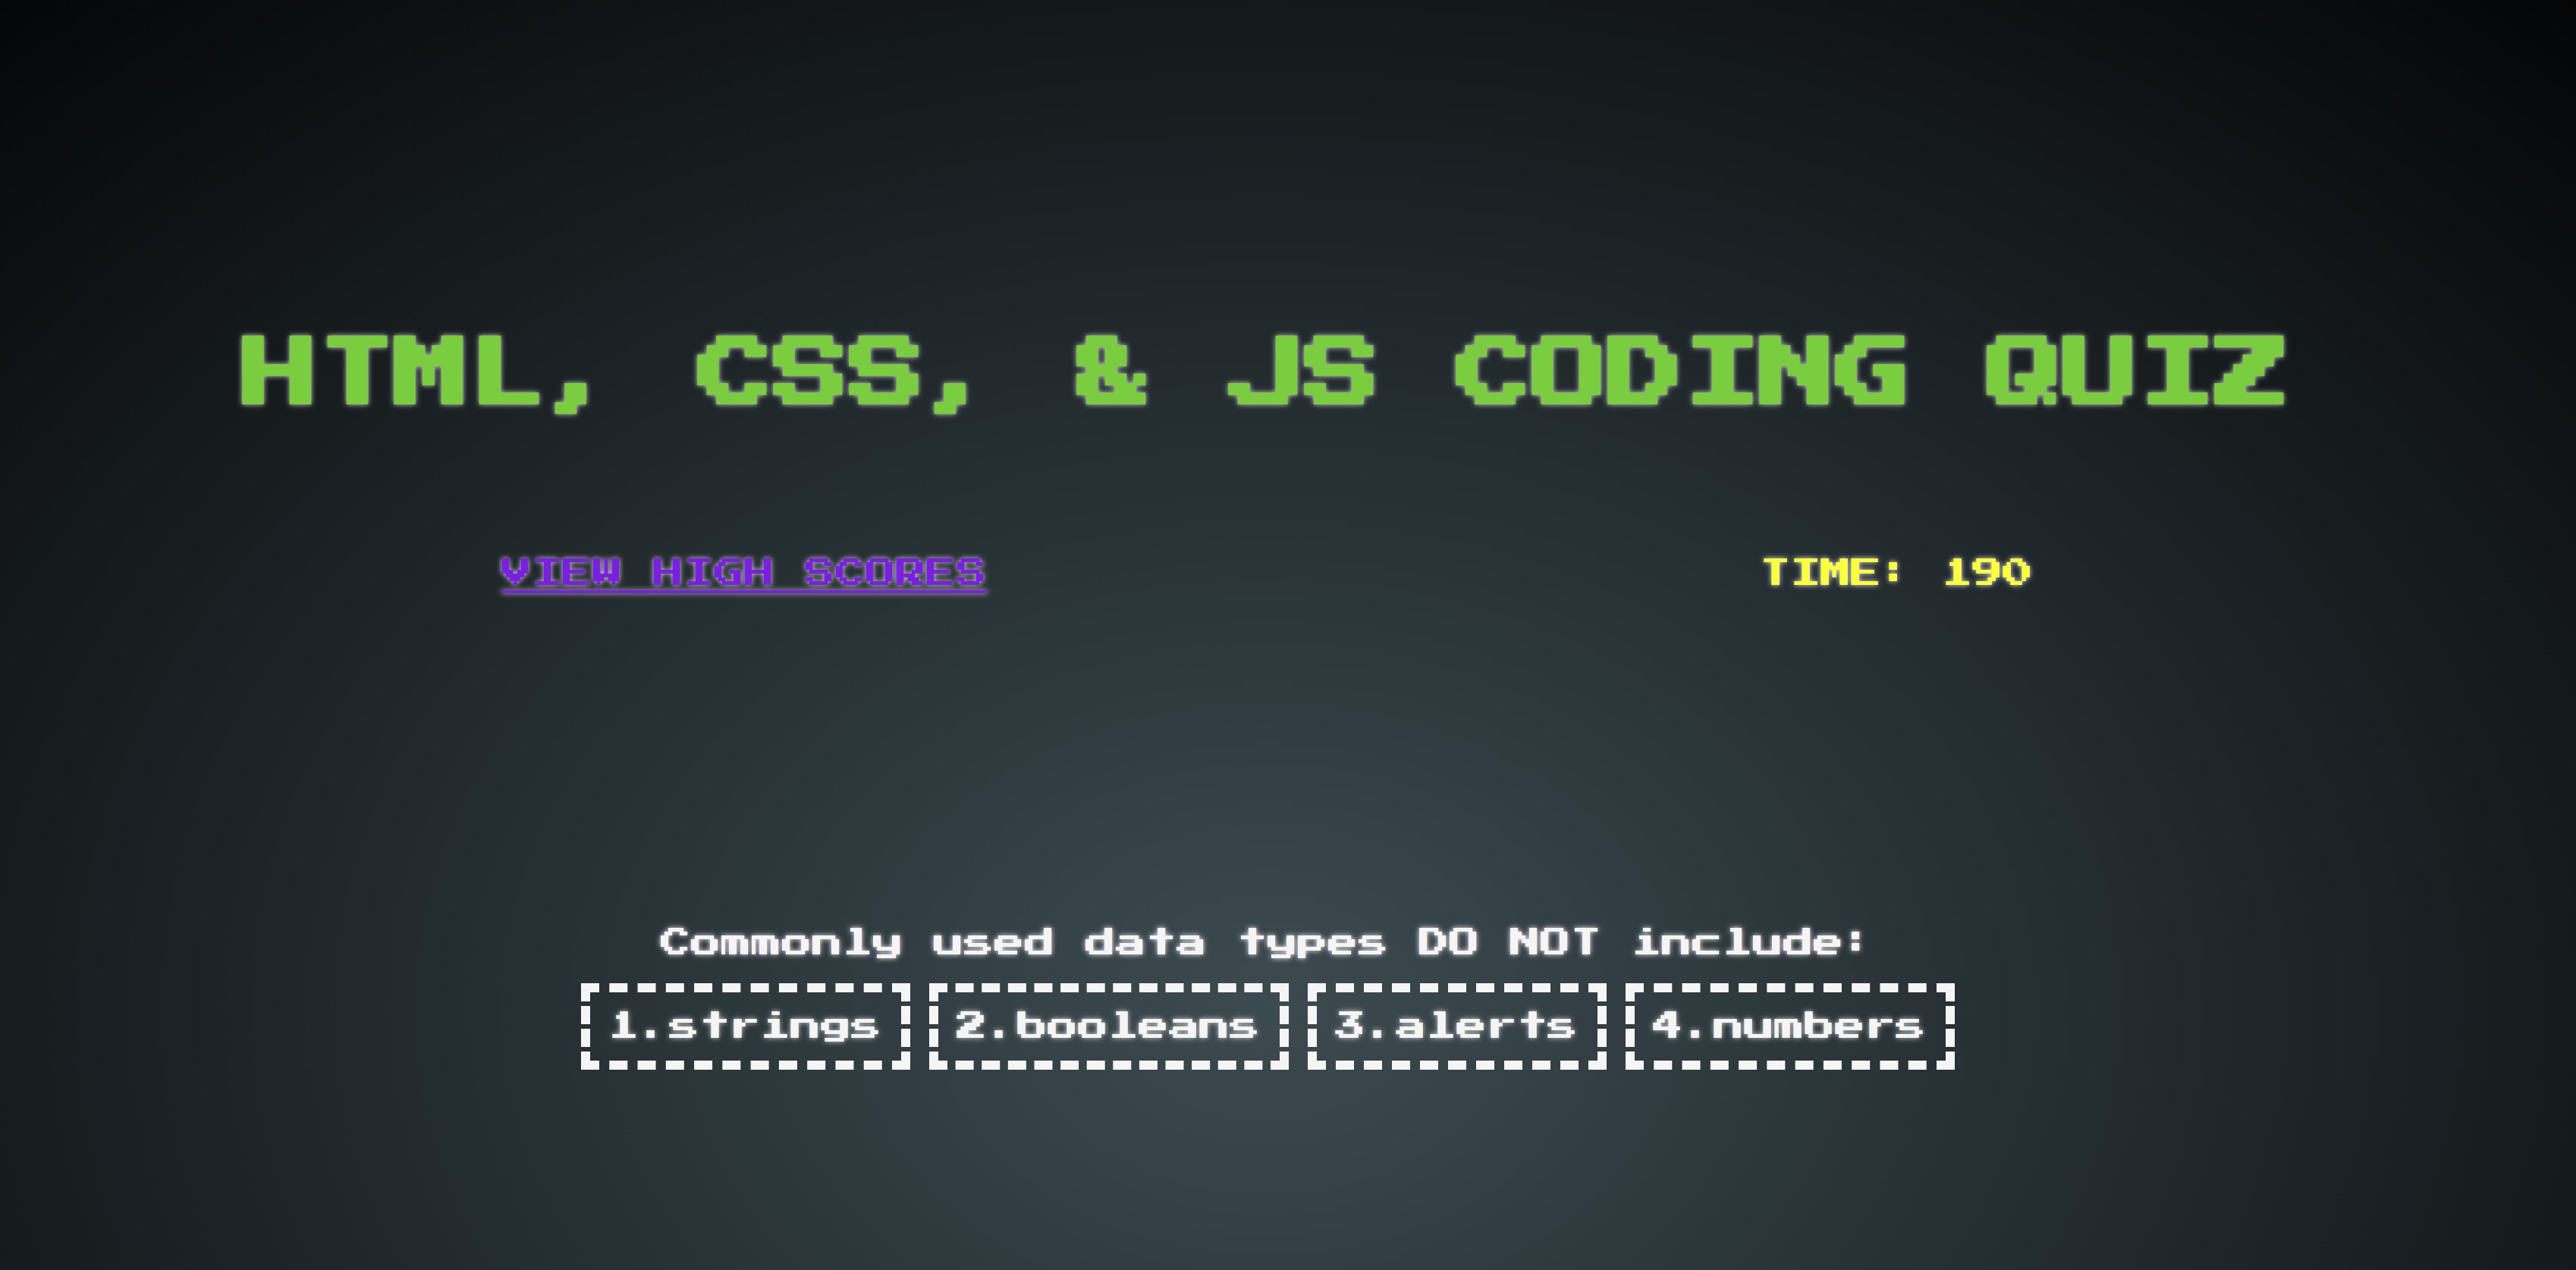 HTML, CSS, & JS CODING QUIZ
VIEW HIGH SCORES
TIME: 190
Commonly used data types DO NOT include:
1.strings
2.booleans
3.alerts
4.numbers